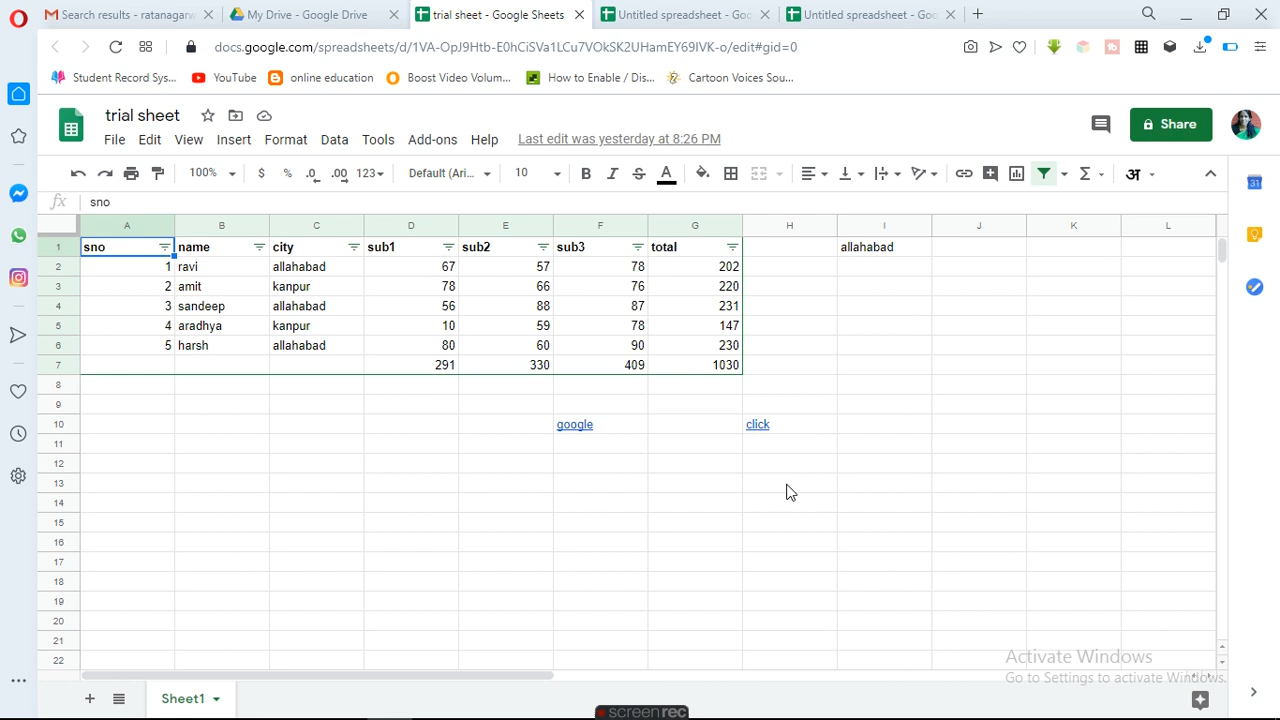 Search results - ratanagarw
My Drive - Google Drive
trial sheet - Google Sheets
Untitled spreadsheet - Goo
Untitled spreadsheet - Goo
docs.google.com/spreadsheets/d/1VA-OpJ9Htb-E0hCiSVa1LCu7VOkSK2UHamEY69IVK-o/edit#gid=0
Student Record Sys... YouTube online education Boost Video Volum... How to Enable / Dis... Cartoon Voices Sou...
trial sheet
File Edit View Insert Format Data Tools Add-ons Help Last edit was yesterday at 8:26 PM
Share
100% $ % .0 .00 123 Default (Ari... 10 B I S A Σ अ
fx sno
A B C D E F G H I J K L
1 sno name city sub1 sub2 sub3 total allahabad
2 1 ravi allahabad 67 57 78 202
3 2 amit kanpur 78 66 76 220
4 3 sandeep allahabad 56 88 87 231
5 4 aradhya kanpur 10 59 78 147
6 5 harsh allahabad 80 60 90 230
7 291 330 409 1030
8
9
10 google click
11
12
13
14
15
16
17
18
19
20
21
22
Activate Windows
Go to Settings to activate Windows.
Sheet1
screenrec
31